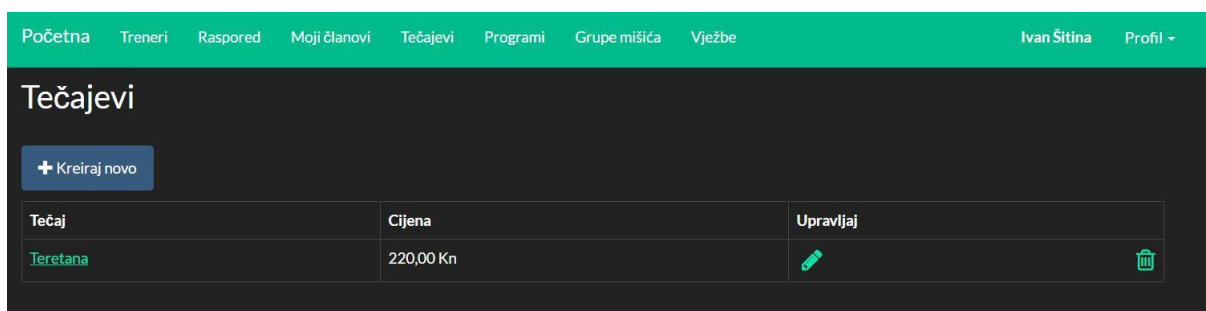 Početna Treneri Raspored Moji članovi Tečajevi Programi Grupe mišića Vježbe Ivan Šitina Profil
Tečajevi
Kreiraj novo
Tečaj Cijena Upravljaj
Teretana 220,00 Kn